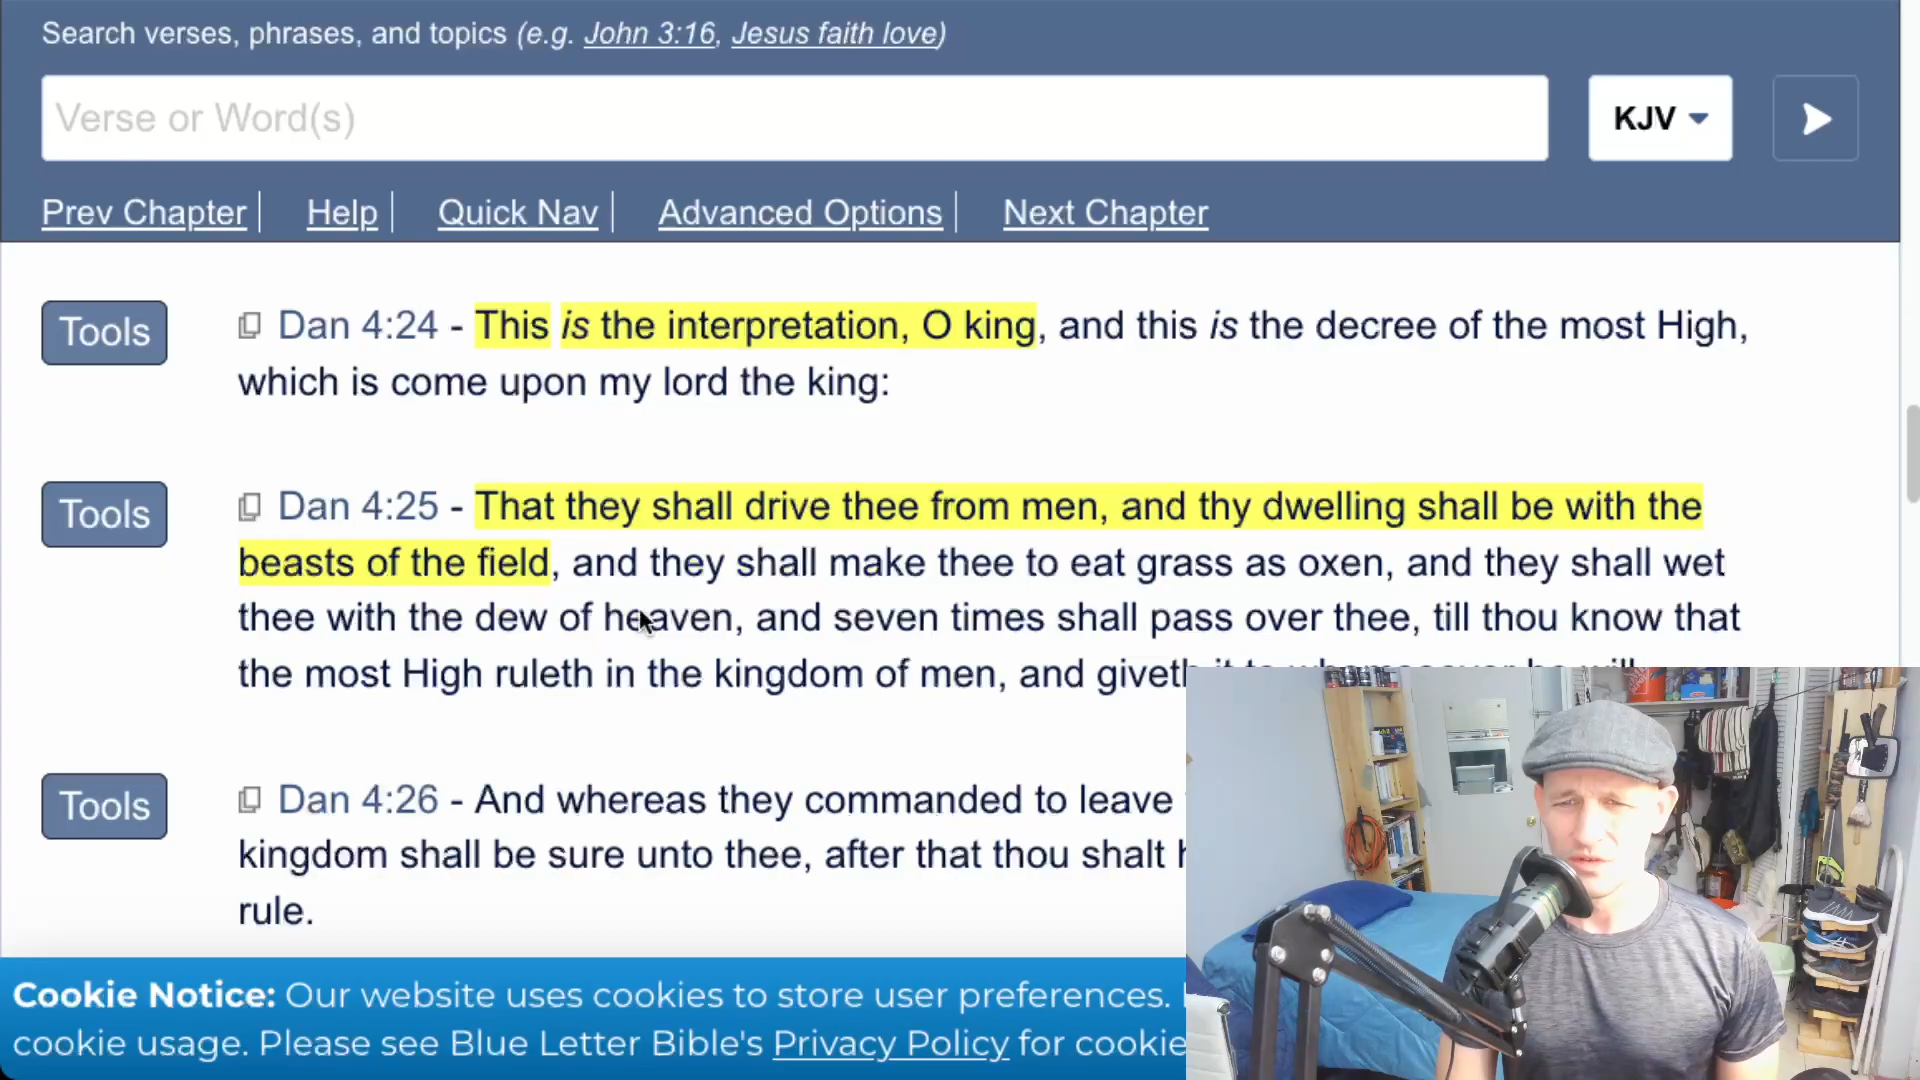 Search verses, phrases, and topics (e.g. John 3:16, Jesus faith love)
Verse or Word(s)
KJV
Prev Chapter
Help
Quick Nav
Advanced Options
Next Chapter
Tools
Dan 4:24 - This is the interpretation, O king, and this is the decree of the most High,
which is come upon my lord the king:
Tools
Dan 4:25 - That they shall drive thee from men, and thy dwelling shall be with the
beasts of the field, and they shall make thee to eat grass as oxen, and they shall wet
thee with the dew of heaven, and seven times shall pass over thee, till thou know that
the most High ruleth in the kingdom of men, and giveth it to whomsoever he will.
Tools
Dan 4:26 - And whereas they commanded to leave
kingdom shall be sure unto thee, after that thou shalt
rule.
Cookie Notice: Our website uses cookies to store user preferences.
cookie usage. Please see Blue Letter Bible's Privacy Policy for cookie